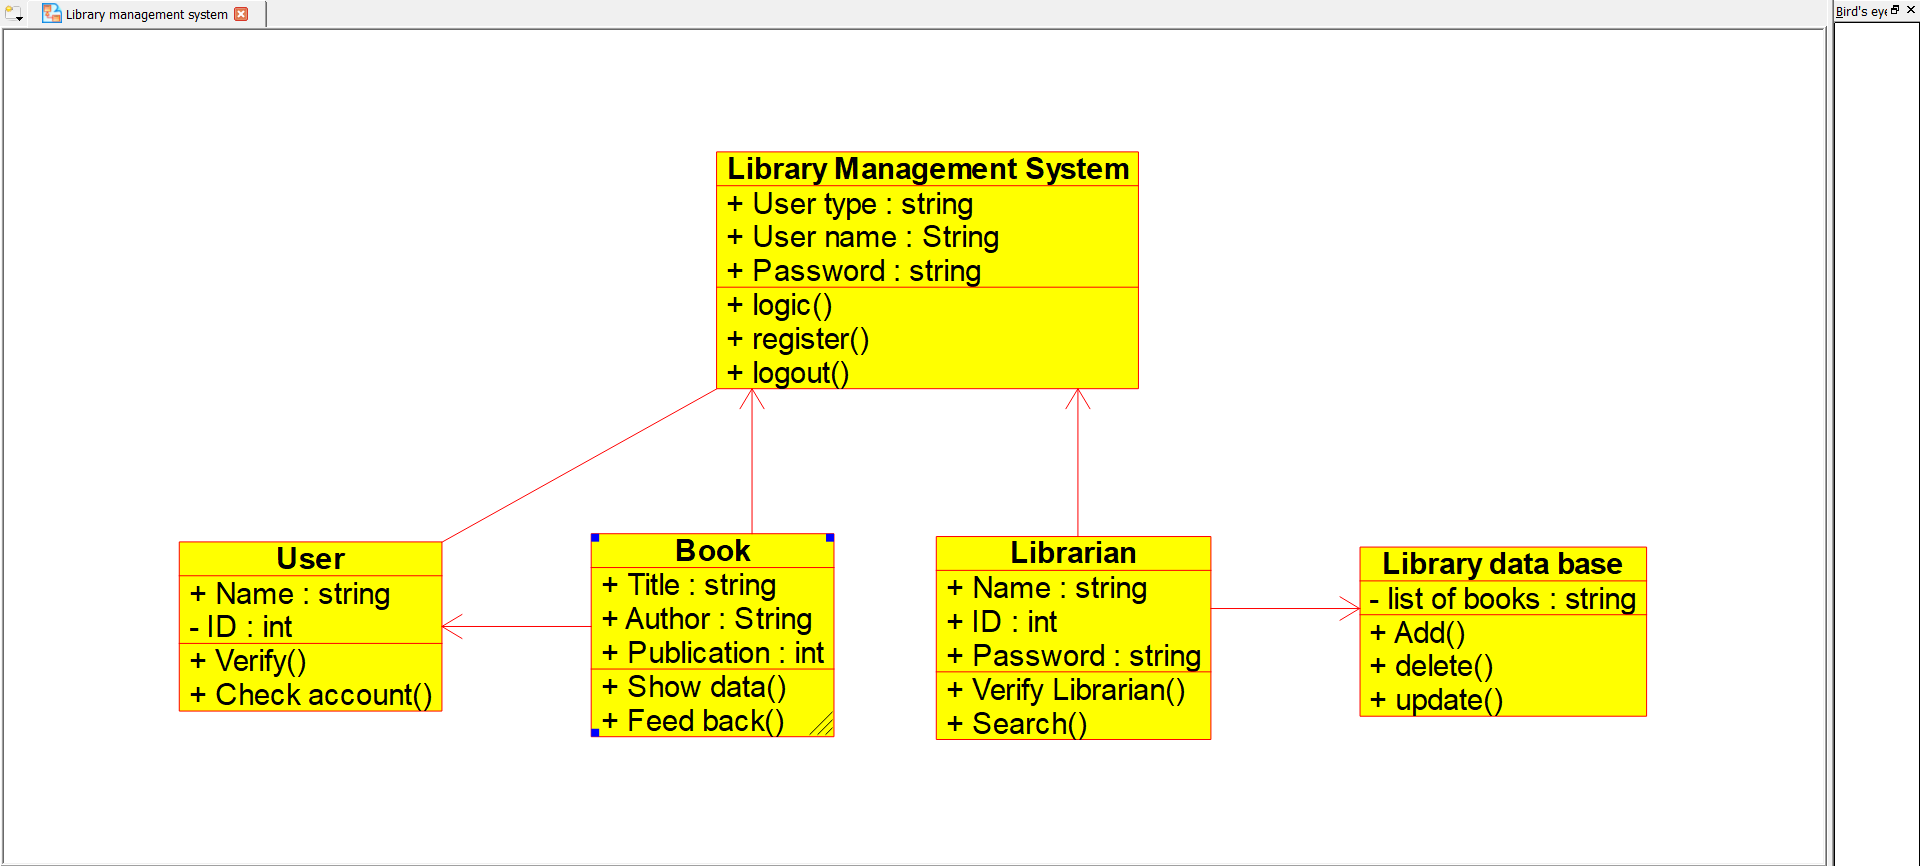 Library management system
Bird's eye
Library Management System
+ User type : string
+ User name : String
+ Password : string
+ logic()
+ register()
+ logout()
User
+ Name : string
- ID : int
+ Verify()
+ Check account()
Book
+ Title : string
+ Author : String
+ Publication : int
+ Show data()
+ Feed back()
Librarian
+ Name : string
+ ID : int
+ Password : string
+ Verify Librarian()
+ Search()
Library data base
- list of books : string
+ Add()
+ delete()
+ update()